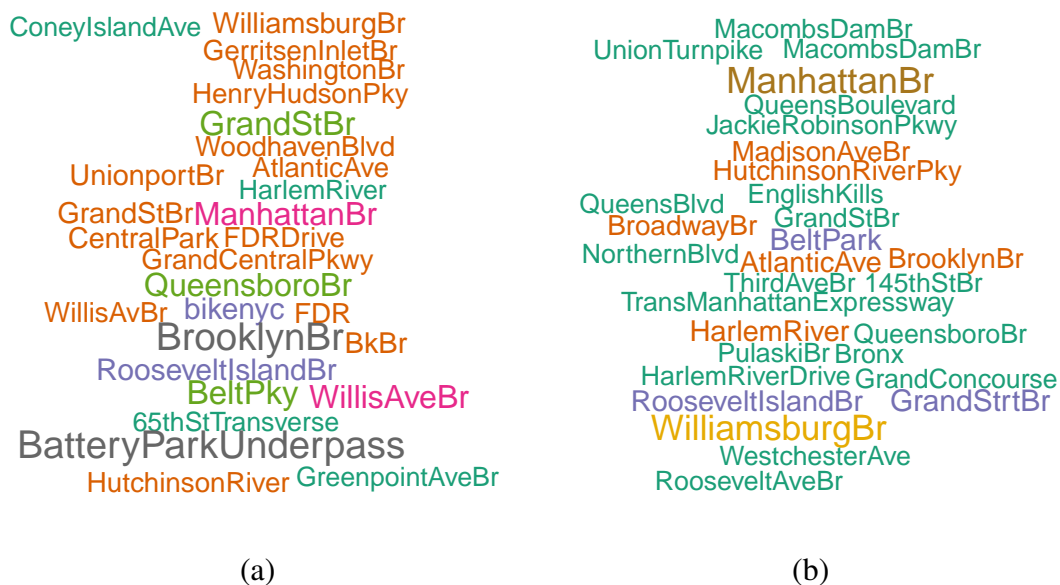 ConeyIslandAve WilliamsburgBr
GerritsenInletBr
WashingtonBr
HenryHudsonPky
GrandStBr
WoodhavenBlvd
UnionportBr AtlanticAve
HarlemRiver
GrandStBr ManhattanBr
CentralPark FDRDrive
GrandCentralPkwy
QueensboroBr
WillisAvBr bikenyc FDR
BrooklynBr BkBr
RooseveltIslandBr
BeltPky WillisAveBr
65thStTransverse
BatteryParkUnderpass
HutchinsonRiver GreenpointAveBr
(a)
MacombsDamBr
UnionTurnpike MacombsDamBr
ManhattanBr
QueensBoulevard
JackieRobinsonPkwy
MadisonAveBr
HutchinsonRiverPky
QueensBlvd EnglishKills
BroadwayBr GrandStBr
BeltPark
NorthernBlvd AtlanticAve BrooklynBr
ThirdAveBr 145thStBr
TransManhattanExpressway
HarlemRiver QueensboroBr
PulaskiBr Bronx
HarlemRiverDrive GrandConcourse
RooseveltIslandBr GrandStrtBr
WilliamsburgBr
WestchesterAve
RooseveltAveBr
(b)